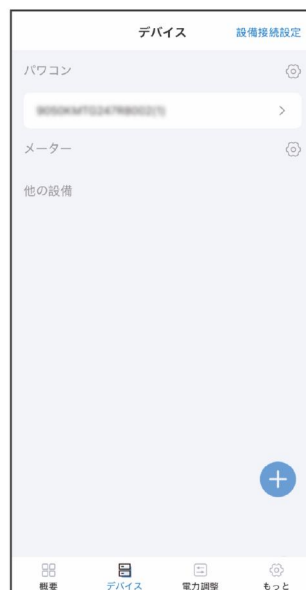 デバイス
設備接続設定
パワコン
メーター
他の設備
概要
デバイス
電力調整
もっと